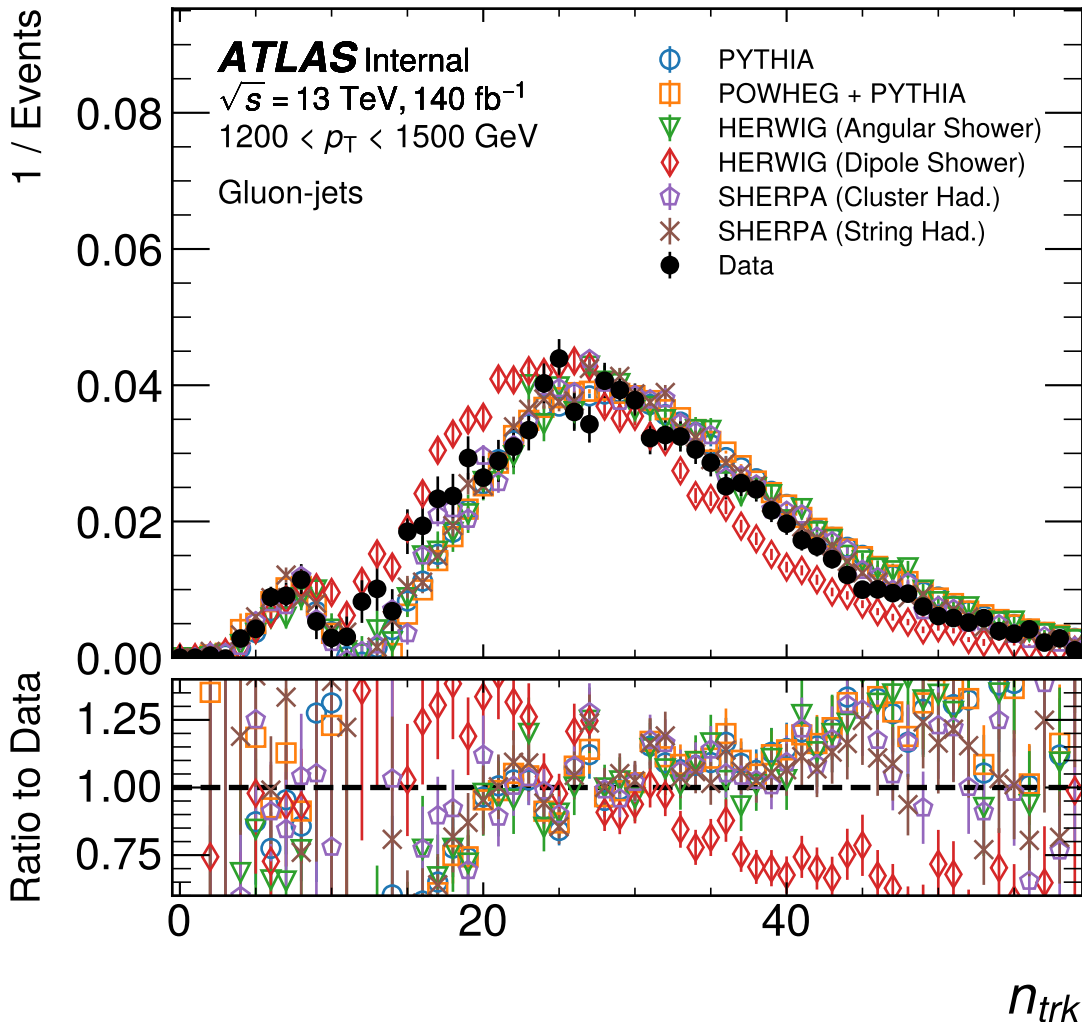 1 / Events
ATLAS Internal
√s = 13 TeV, 140 fb⁻¹
1200 < pT < 1500 GeV
Gluon-jets
PYTHIA
POWHEG + PYTHIA
HERWIG (Angular Shower)
HERWIG (Dipole Shower)
SHERPA (Cluster Had.)
SHERPA (String Had.)
Data
0.08
0.06
0.04
0.02
0.00
Ratio to Data
1.25
1.00
0.75
0 20 40
ntrk